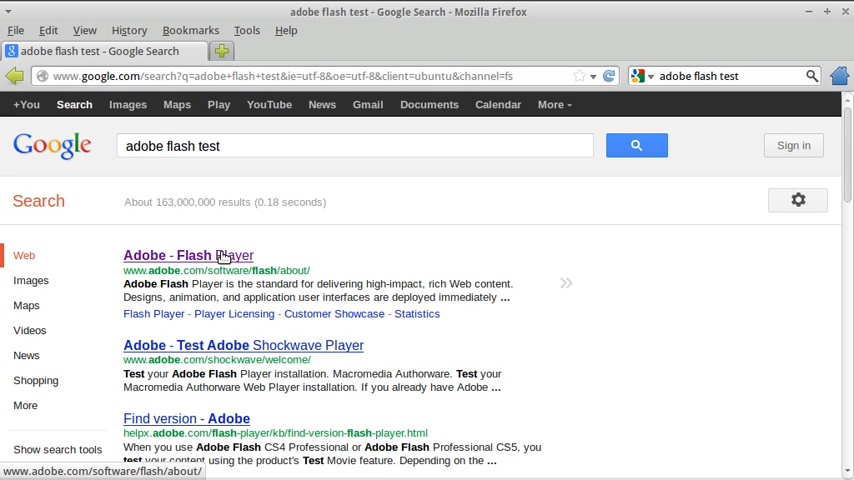 adobe flash test - Google Search - Mozilla Firefox
File Edit View History Bookmarks Tools Help
adobe flash test - Google Search
www.google.com/search?q=adobe+flash+test&ie=utf-8&oe=utf-8&client=ubuntu&channel=fs
adobe flash test
+You Search Images Maps Play YouTube News Gmail Documents Calendar More
Google
adobe flash test
Sign in
Search
About 163,000,000 results (0.18 seconds)
Web
Images
Maps
Videos
News
Shopping
More
Show search tools
Adobe - Flash Player
www.adobe.com/software/flash/about/
Adobe Flash Player is the standard for delivering high-impact, rich Web content.
Designs, animation, and application user interfaces are deployed immediately ...
Flash Player - Player Licensing - Customer Showcase - Statistics
Adobe - Test Adobe Shockwave Player
www.adobe.com/shockwave/welcome/
Test your Adobe Flash Player installation. Macromedia Authorware. Test your
Macromedia Authorware Web Player installation. If you already have Adobe ...
Find version - Adobe
helpx.adobe.com/flash-player/kb/find-version-flash-player.html
When you use Adobe Flash CS4 Professional or Adobe Flash Professional CS5, you
test your content using the product's Test Movie feature. Depending on the ...
www.adobe.com/software/flash/about/